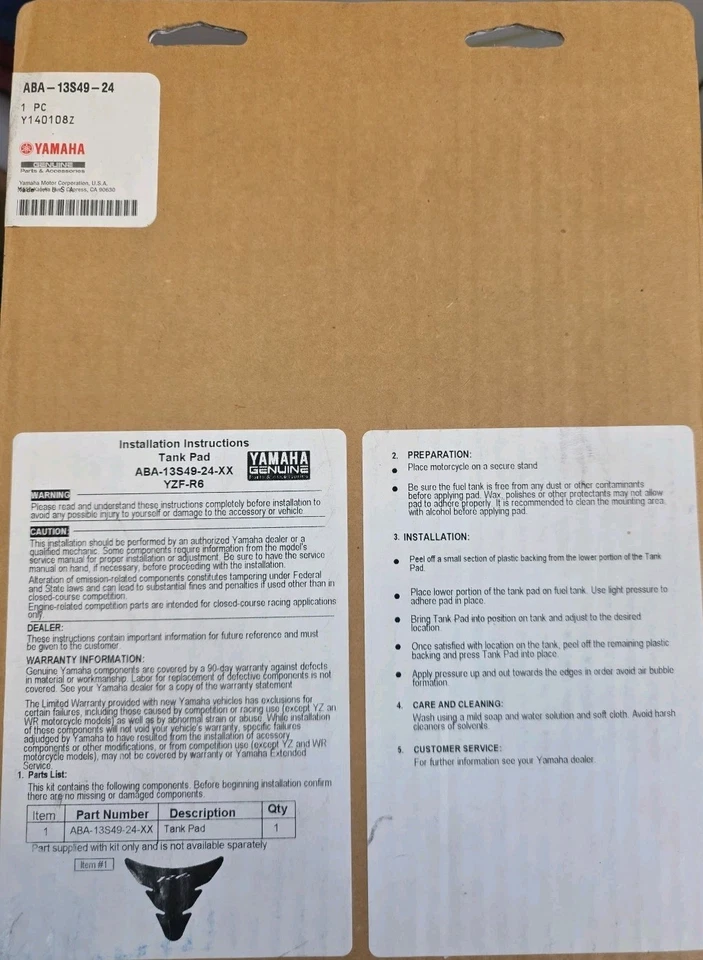 ABA-13S49-24
1 PC
Y140108Z
YAMAHA
GENUINE
Parts & Accessories
Yamaha Motor Corporation, U.S.A.
Cypress, CA 90630
Installation Instructions
Tank Pad
ABA-13S49-24-XX
YZF-R6
YAMAHA
GENUINE
Parts & Accessories
WARNING
Please read and understand these instructions completely before installation to
avoid any possible injury to yourself or damage to the accessory or vehicle.
CAUTION:
This installation should be performed by an authorized Yamaha dealer or a
qualified mechanic. Some components require information from the model's
service manual for proper installation or adjustment. Be sure to have the service
manual on hand, if necessary, before proceeding with the installation.
Alteration of emission-related components constitutes tampering under Federal
and State laws and can lead to substantial fines and penalties if used other than in
closed-course competition.
Engine-related competition parts are intended for closed-course racing applications
only.
DEALER:
These instructions contain important information for future reference and must
be given to the customer.
WARRANTY INFORMATION:
Genuine Yamaha components are covered by a 90-day warranty against defects
in material or workmanship. Labor for replacement of defective components is not
covered. See your Yamaha dealer for a copy of the warranty statement
The Limited Warranty provided with new Yamaha vehicles has exclusions for
certain failures, including those caused by competition or racing use (except YZ an
WR motorcycle models) as well as by abnormal strain or abuse. While installation
of these components will not void your vehicle's warranty, specific failures
adjudged by Yamaha to have resulted from the installation of acessory
components or other modifications, or from competition use (except YZ and WR
motorcycle models), may not be covered by warranty or Yamaha Extended
Service.
1. Parts List:
This kit contains the following components. Before beginning installation confirm
there are no missing or damaged components.
Item Part Number Description Qty
1 ABA-13S49-24-XX Tank Pad 1
Part supplied with kit only and is not available sparately
Item #1
2. PREPARATION:
● Place motorcycle on a secure stand
● Be sure the fuel tank is free from any dust or other contaminants
before applying pad. Wax, polishes or other protectants may not allow
pad to adhere properly. It is recommended to clean the mounting area,
with alcohol before applying pad.
3. INSTALLATION:
● Peel off a small section of plastic backing from the lower portion of the Tank
Pad.
● Place lower portion of the tank pad on fuel tank. Use light pressure to
adhere pad in place.
● Bring Tank Pad into position on tank and adjust to the desired
location.
● Once satisfied with location on the tank, peel off the remaining plastic
backing and press Tank Pad into place.
● Apply pressure up and out towards the edges in order avoid air bubble
formation.
4. CARE AND CLEANING:
Wash using a mild soap and water solution and soft cloth. Avoid harsh
cleaners of solvents.
5. CUSTOMER SERVICE:
For further information see your Yamaha dealer.